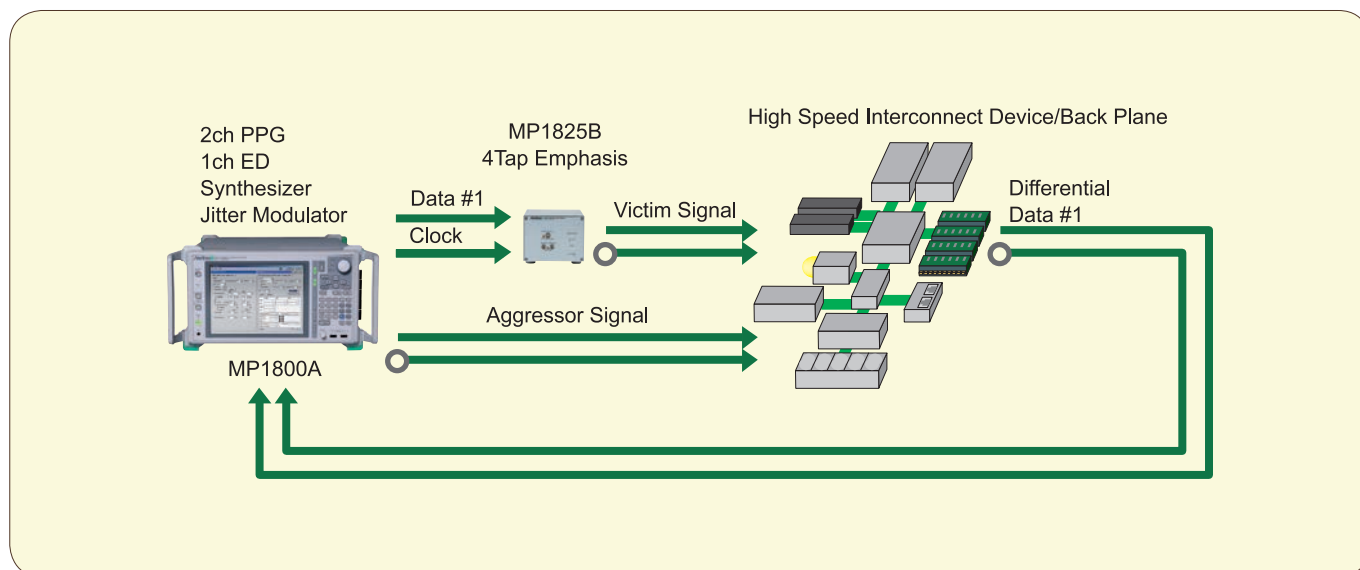 2ch PPG
1ch ED
Synthesizer
Jitter Modulator
MP1800A
Data #1
Clock
MP1825B
4Tap Emphasis
Victim Signal
Aggressor Signal
High Speed Interconnect Device/Back Plane
Differential
Data #1